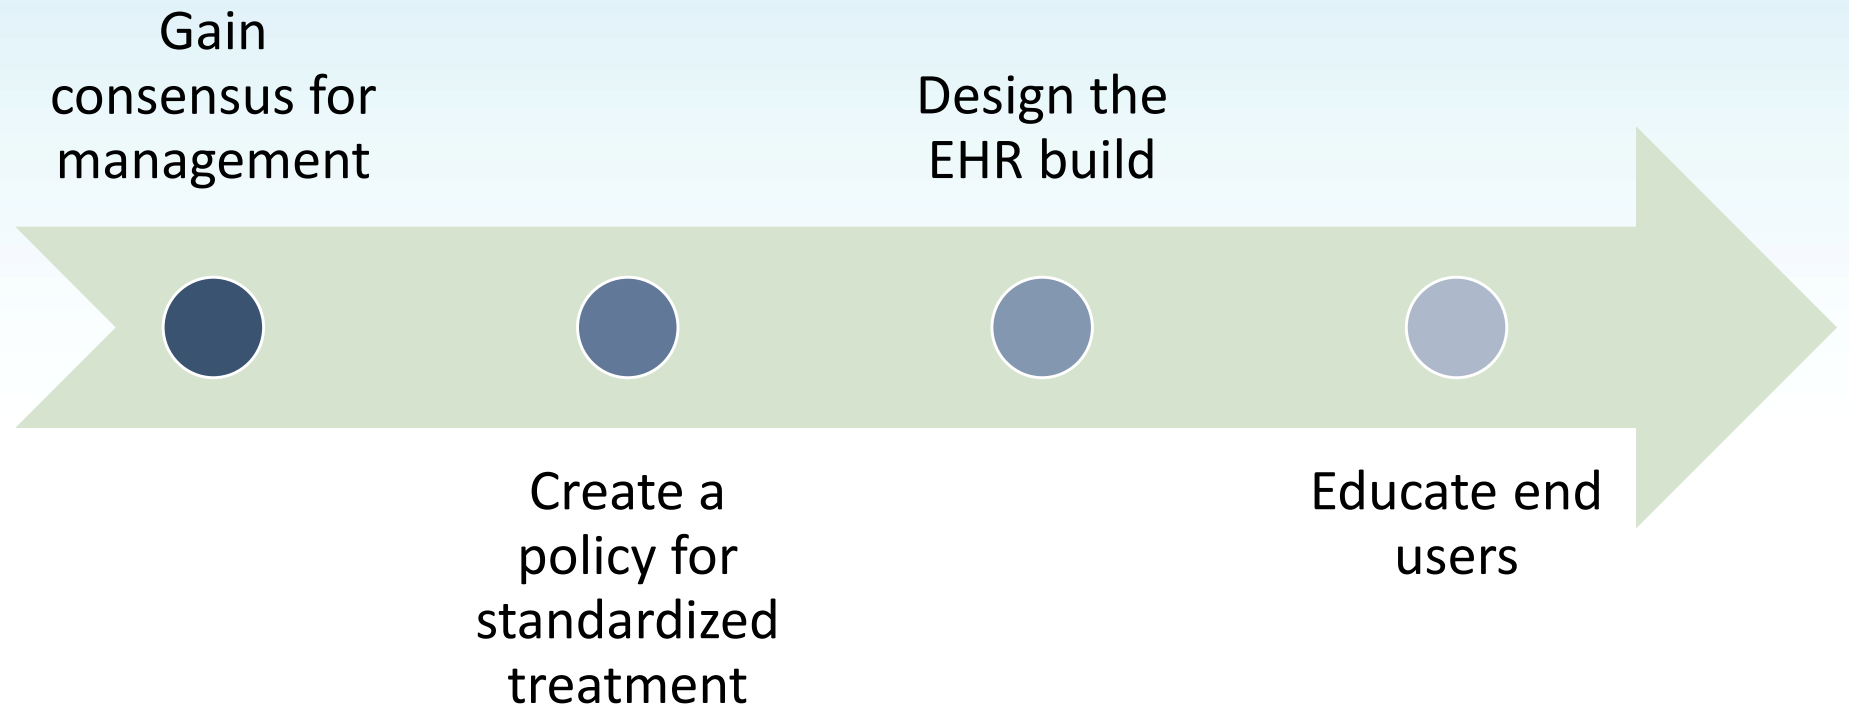 Gain
consensus for
management
Create a
policy for
standardized
treatment
Design the
EHR build
Educate end
users